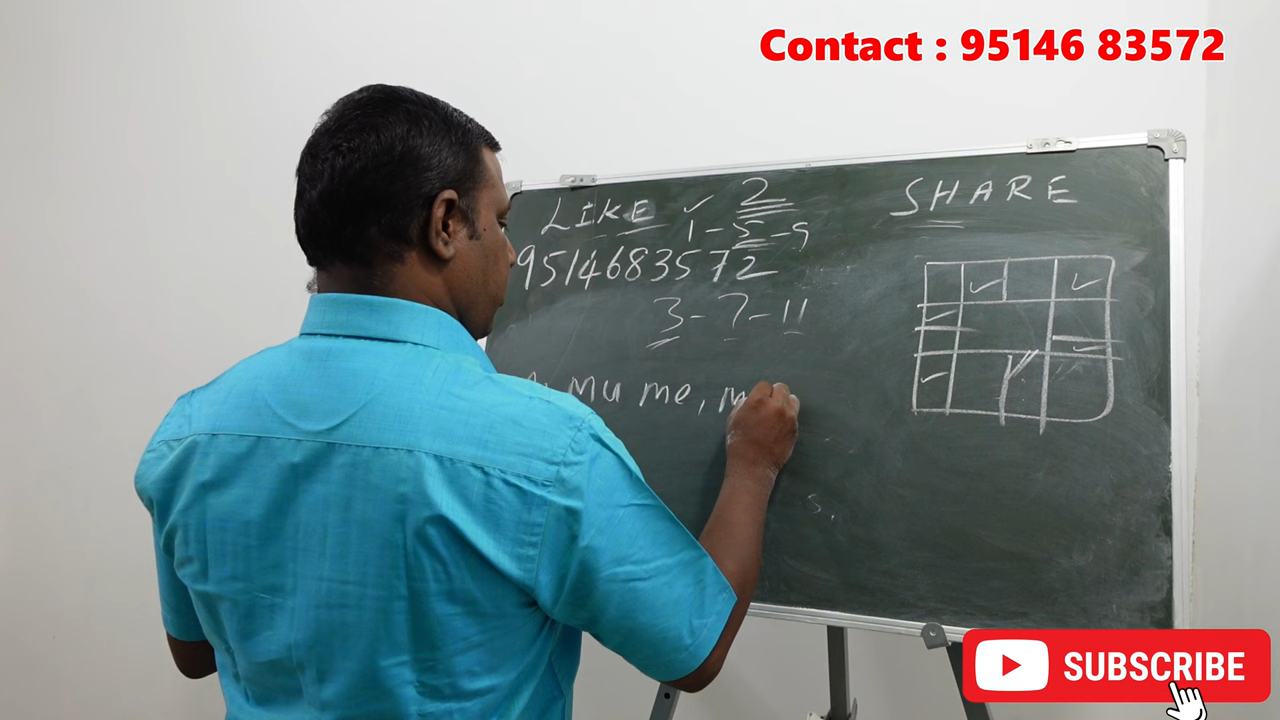 Contact : 95146 83572
LIKE ✓ 2
SHARE
1-5-9
9514683572
3-7-11
mu me,
SUBSCRIBE